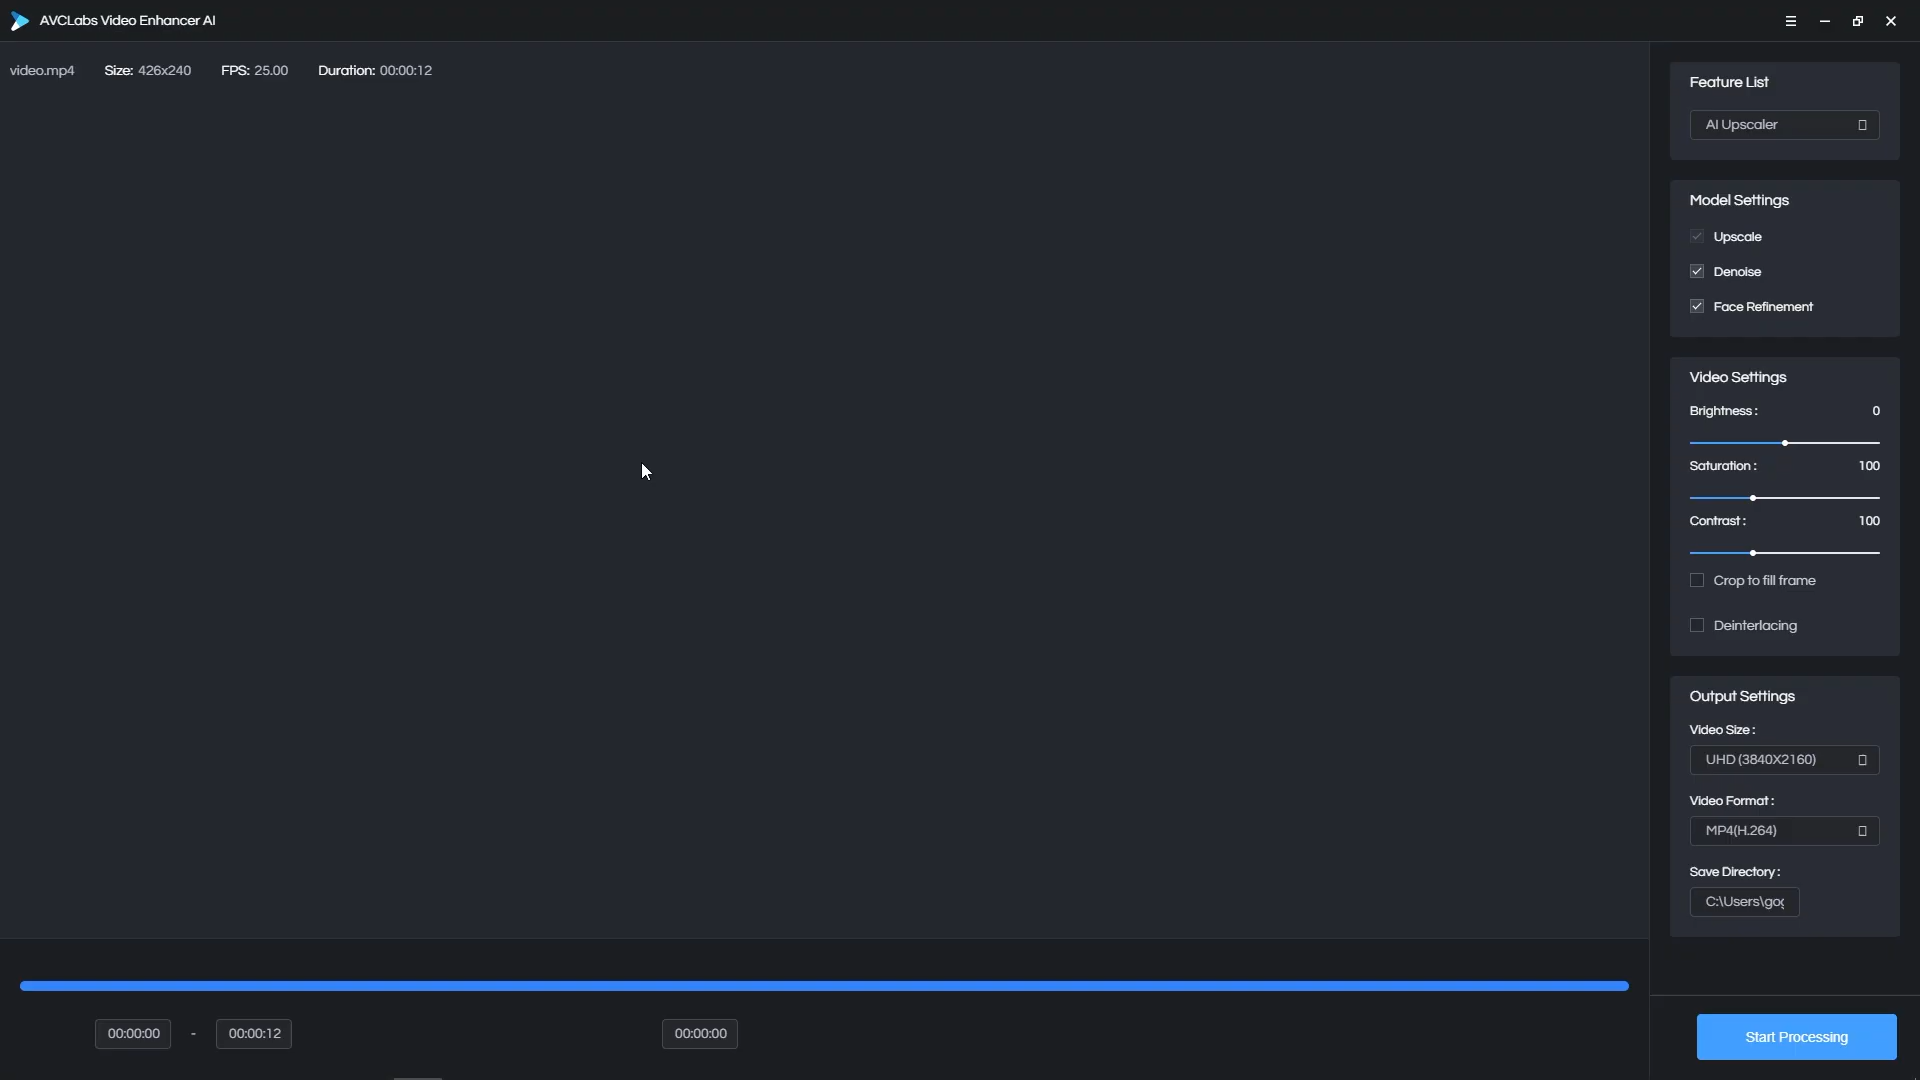 AVCLabs Video Enhancer AI
video.mp4 Size: 426x240 FPS: 25.00 Duration: 00:00:12
Feature List
AI Upscaler
Model Settings
Upscale
Denoise
Face Refinement
Video Settings
Brightness : 0
Saturation : 100
Contrast : 100
Crop to fill frame
Deinterlacing
Output Settings
Video Size :
UHD (3840X2160)
Video Format :
MP4(H.264)
Save Directory :
C:\Users\gog
00:00:00 - 00:00:12 00:00:00
Start Processing